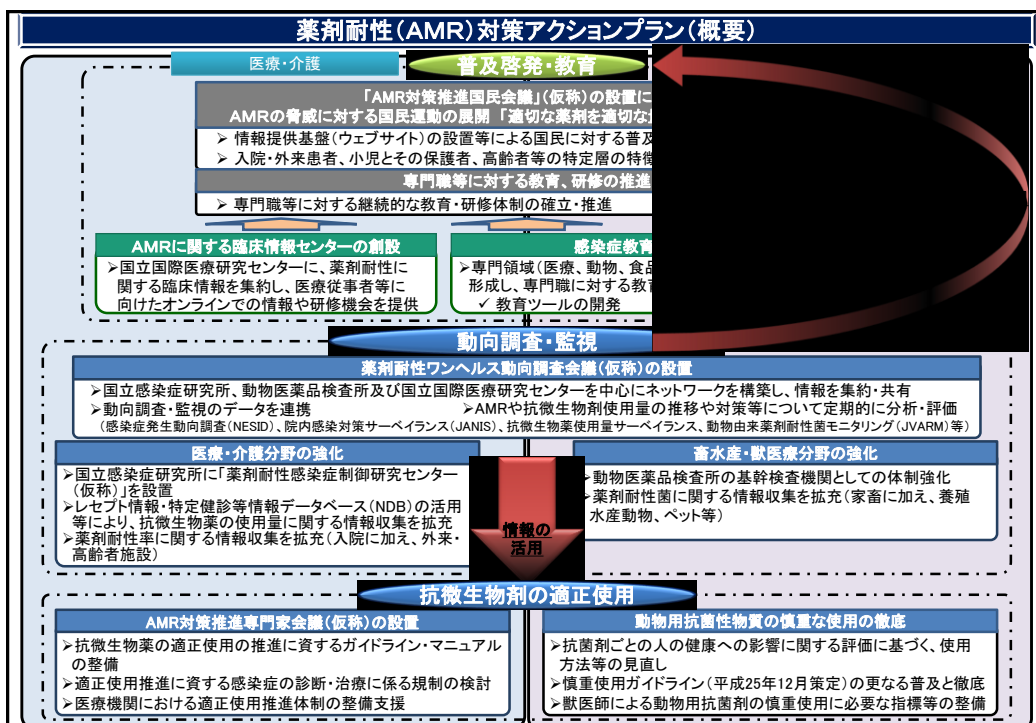 薬剤耐性(AMR)対策アクションプラン(概要)
医療・介護
普及啓発・教育
「AMR対策推進国民会議」(仮称)の設置に
AMRの脅威に対する国民運動の展開 「適切な薬剤を適切な
➢ 情報提供基盤(ウェブサイト)の設置等による国民に対する普及
➢ 入院・外来患者、小児とその保護者、高齢者等の特定層の特徴
専門職等に対する教育、研修の推進
➢ 専門職等に対する継続的な教育・研修体制の確立・推進
AMRに関する臨床情報センターの創設
➢国立国際医療研究センターに、薬剤耐性に
関する臨床情報を集約し、医療従事者等に
向けたオンラインでの情報や研修機会を提供
感染症教育
➢専門領域(医療、動物、食品
形成し、専門職に対する教育
✓ 教育ツールの開発
動向調査・監視
薬剤耐性ワンヘルス動向調査会議(仮称)の設置
➢国立感染症研究所、動物医薬品検査所及び国立国際医療研究センターを中心にネットワークを構築し、情報を集約・共有
➢動向調査・監視のデータを連携 ➢AMRや抗微生物剤使用量の推移や対策等について定期的に分析・評価
(感染症発生動向調査(NESID)、院内感染対策サーベイランス(JANIS)、抗微生物薬使用量サーベイランス、動物由来薬剤耐性菌モニタリング(JVARM)等)
医療・介護分野の強化
➢国立感染症研究所に「薬剤耐性感染症制御研究センター
(仮称)」を設置
➢レセプト情報・特定健診等情報データベース(NDB)の活用
等により、抗微生物薬の使用量に関する情報収集を拡充
➢薬剤耐性率に関する情報収集を拡充(入院に加え、外来・
高齢者施設)
畜水産・獣医療分野の強化
➢動物医薬品検査所の基幹検査機関としての体制強化
➢薬剤耐性菌に関する情報収集を拡充(家畜に加え、養殖
水産動物、ペット等)
情報の
活用
抗微生物剤の適正使用
AMR対策推進専門家会議(仮称)の設置
➢抗微生物薬の適正使用の推進に資するガイドライン・マニュアル
の整備
➢適正使用推進に資する感染症の診断・治療に係る規制の検討
➢医療機関における適正使用推進体制の整備支援
動物用抗菌性物質の慎重な使用の徹底
➢抗菌剤ごとの人の健康への影響に関する評価に基づく、使用
方法等の見直し
➢慎重使用ガイドライン(平成25年12月策定)の更なる普及と徹底
➢獣医師による動物用抗菌剤の慎重使用に必要な指標等の整備